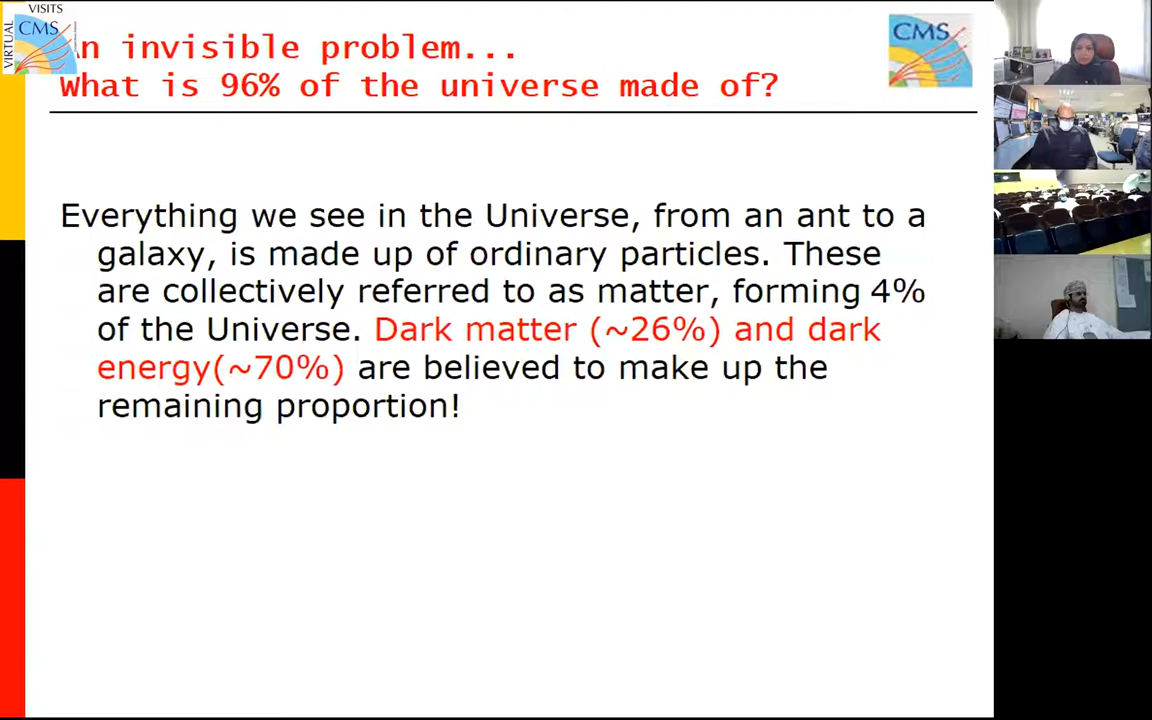 VISITS
VIRTUAL
CMS
CMS
An invisible problem...
What is 96% of the universe made of?
Everything we see in the Universe, from an ant to a
galaxy, is made up of ordinary particles. These
are collectively referred to as matter, forming 4%
of the Universe. Dark matter (~26%) and dark
energy(~70%) are believed to make up the
remaining proportion!